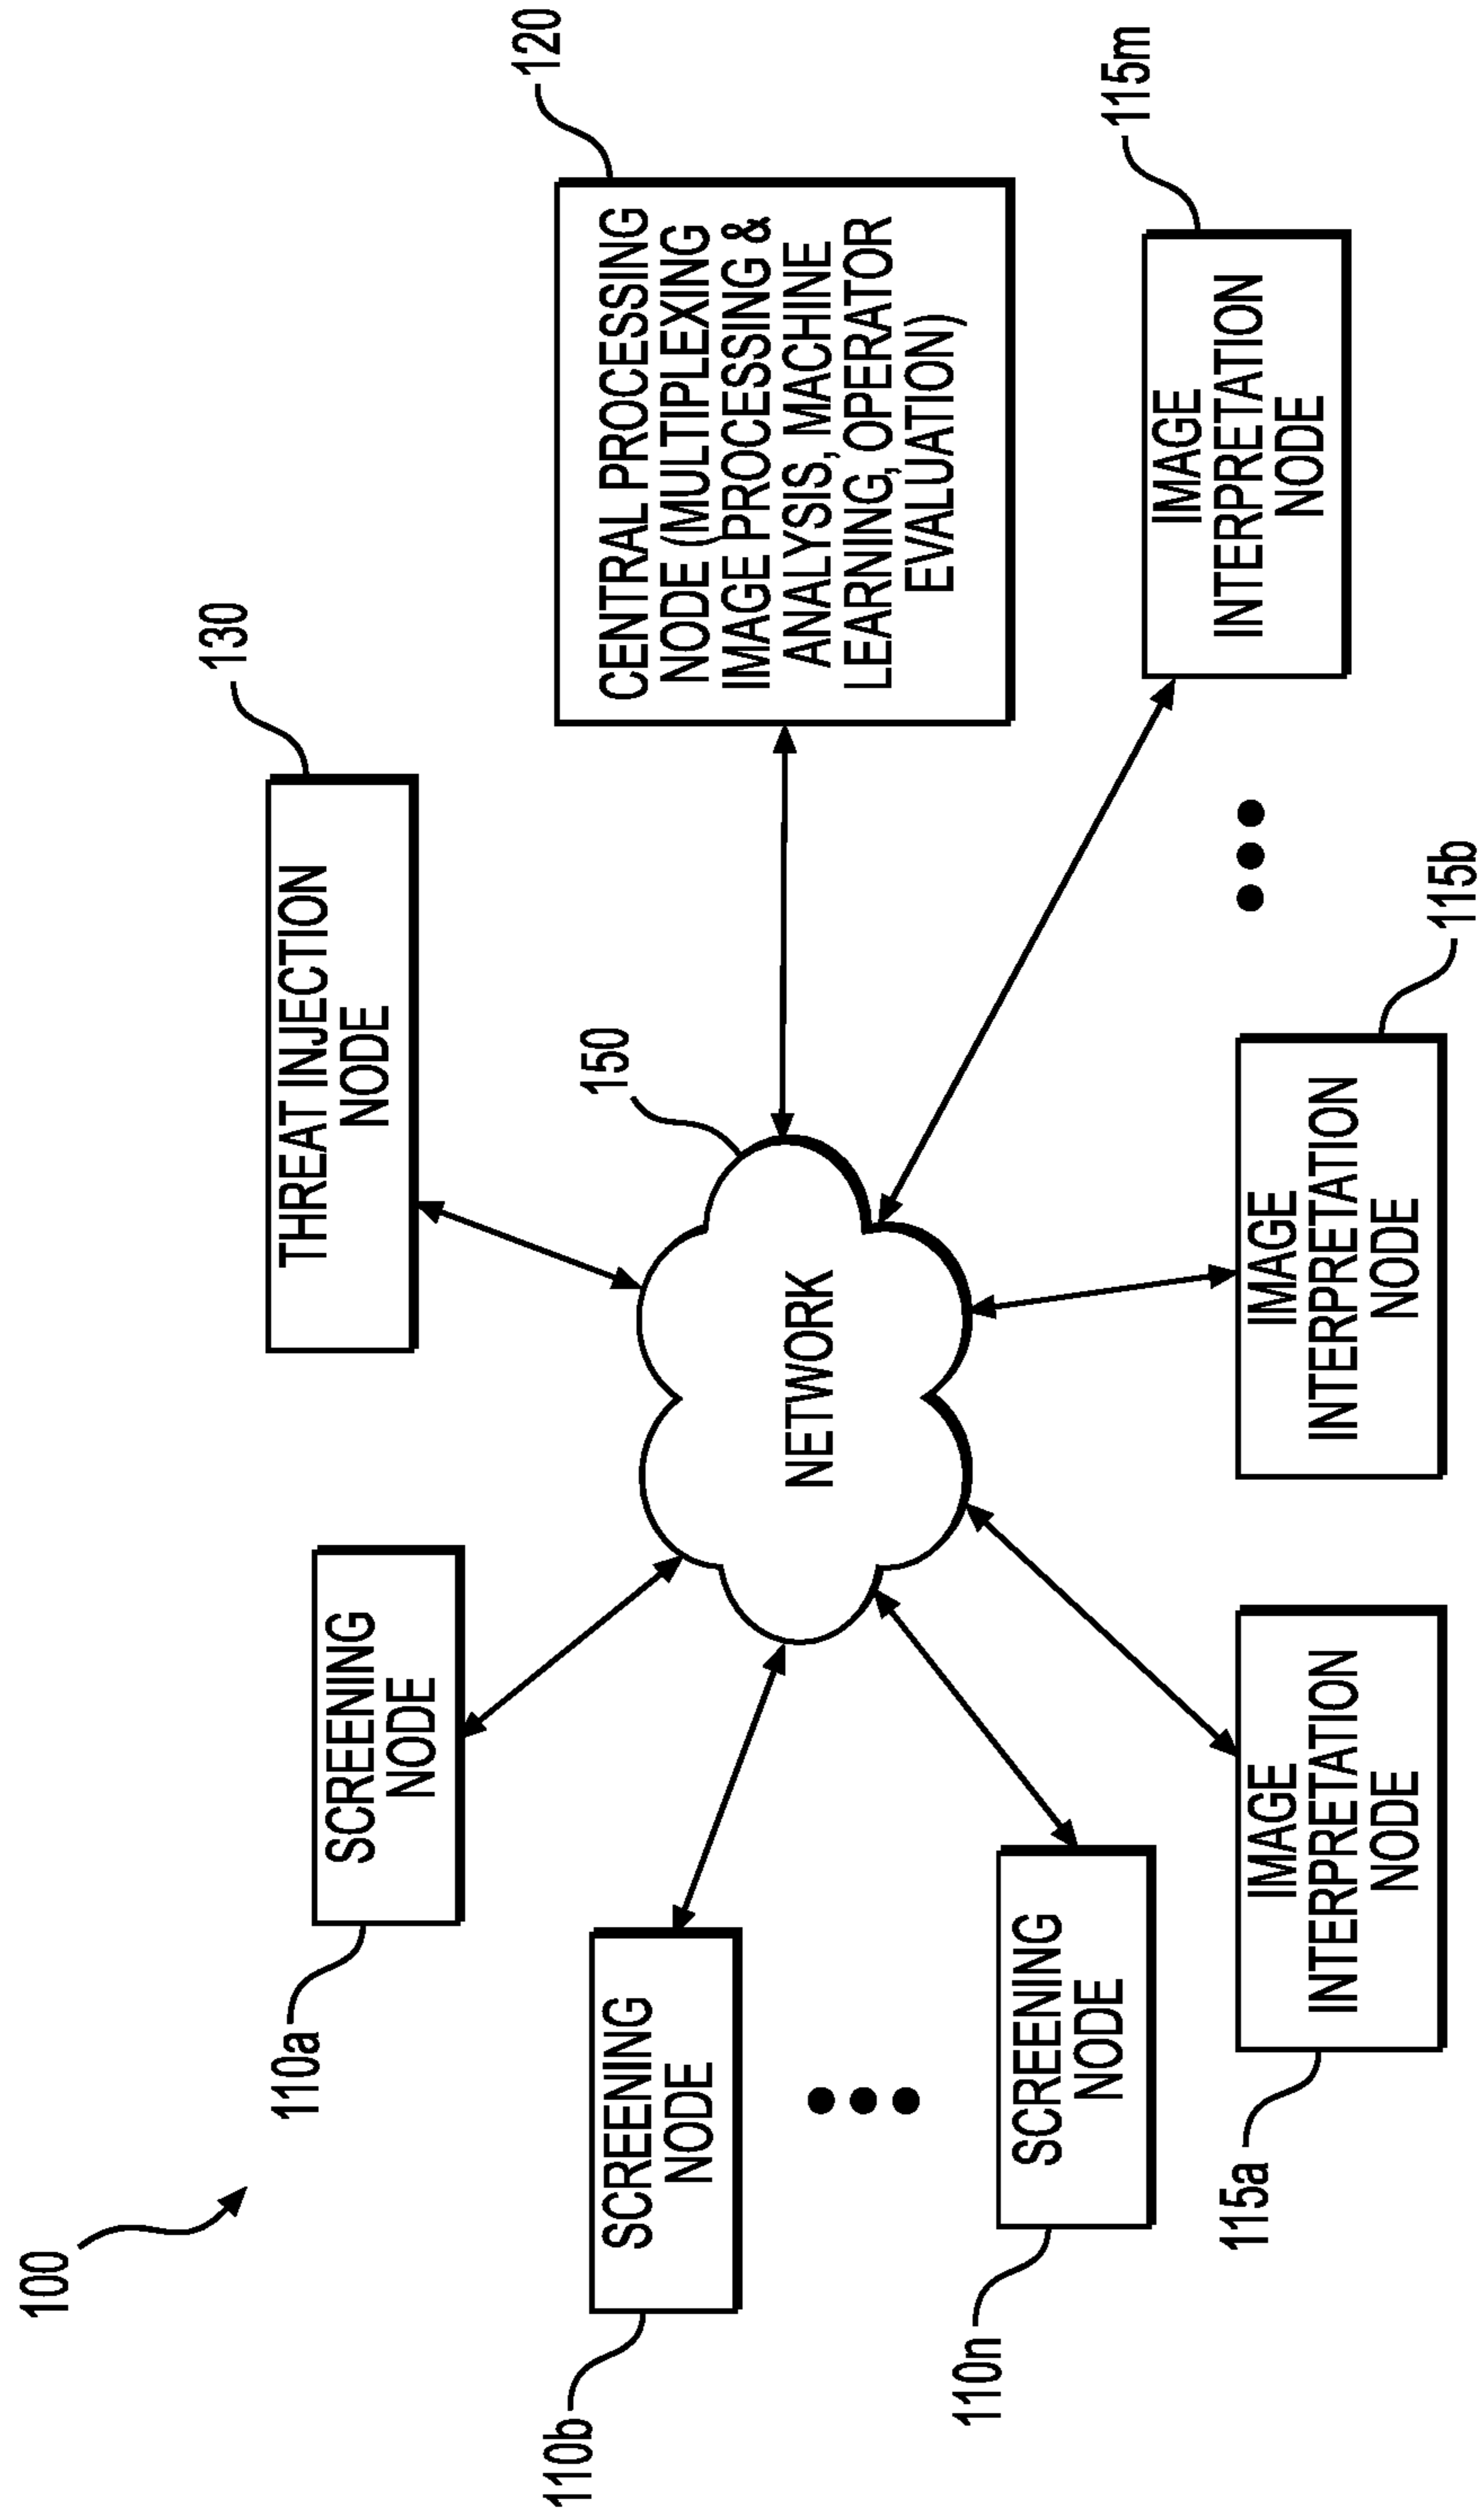 100
110a
SCREENING
NODE
130
THREAT INJECTION
NODE
110b
SCREENING
NODE
150
NETWORK
120
CENTRAL PROCESSING
NODE (MULTIPLEXING
IMAGE PROCESSING &
ANALYSIS, MACHINE
LEARNING, OPERATOR
EVALUATION)
110n
SCREENING
NODE
115a
IMAGE
INTERPRETATION
NODE
115b
IMAGE
INTERPRETATION
NODE
115m
IMAGE
INTERPRETATION
NODE